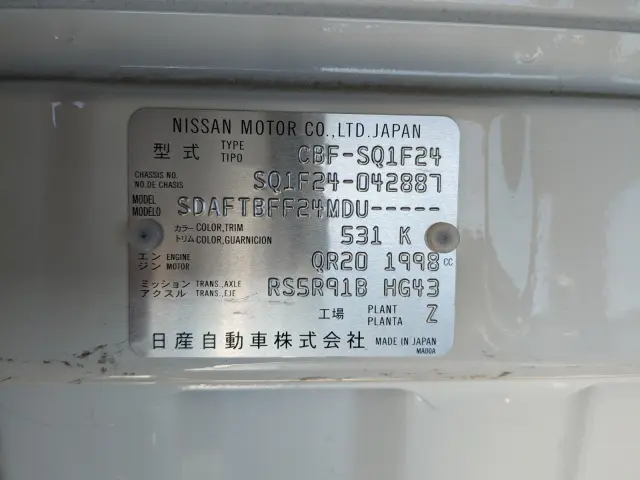 NISSAN MOTOR CO.,LTD.JAPAN
型式 TYPE TIPO CBF-SQ1F24
CHASSIS NO. NO.DE CHASIS SQ1F24-042887
MODEL MODELO SDAFTBFF24MDU-----
カラー COLOR,TRIM トリム COLOR,GUARNICION 531 K
エンジン ENGINE MOTOR QR20 1998 cc
ミッション TRANS.,AXLE アクスル TRANS.,EJE RS5R91B HG43
工場 PLANT PLANTA Z
日産自動車株式会社 MADE IN JAPAN
MA00A